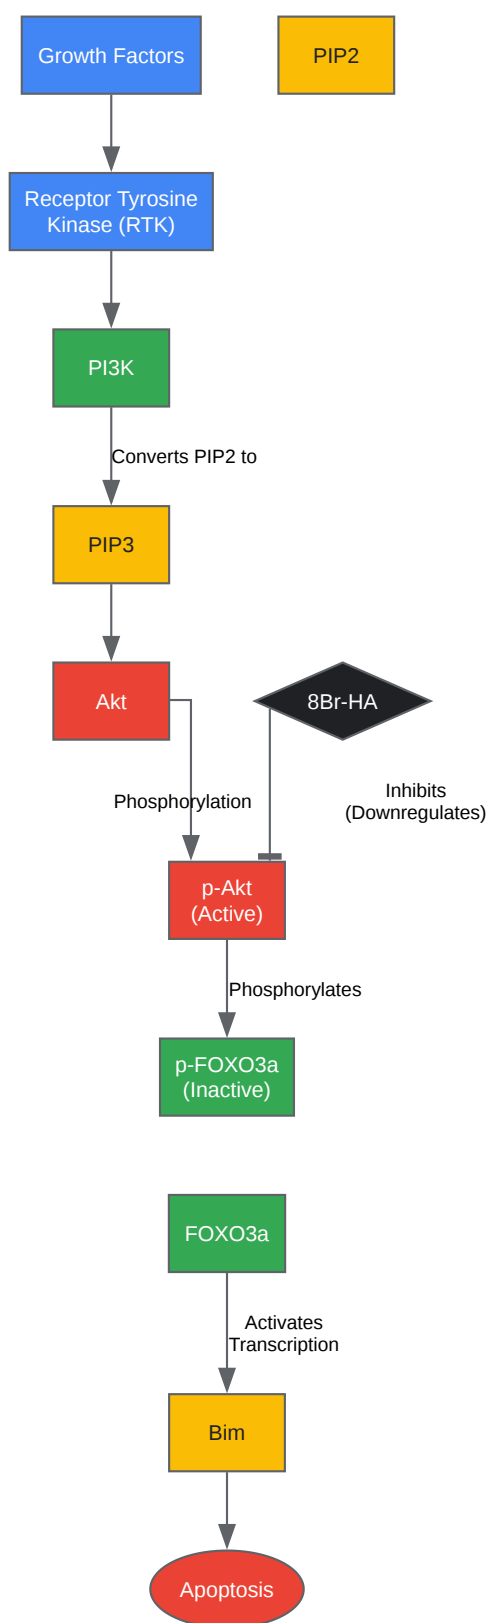 Growth Factors
PIP2
Receptor Tyrosine
Kinase (RTK)
PI3K
Converts PIP2 to
PIP3
Akt
8Br-HA
Phosphorylation
Inhibits
(Downregulates)
p-Akt
(Active)
Phosphorylates
p-FOXO3a
(Inactive)
FOXO3a
Activates
Transcription
Bim
Apoptosis